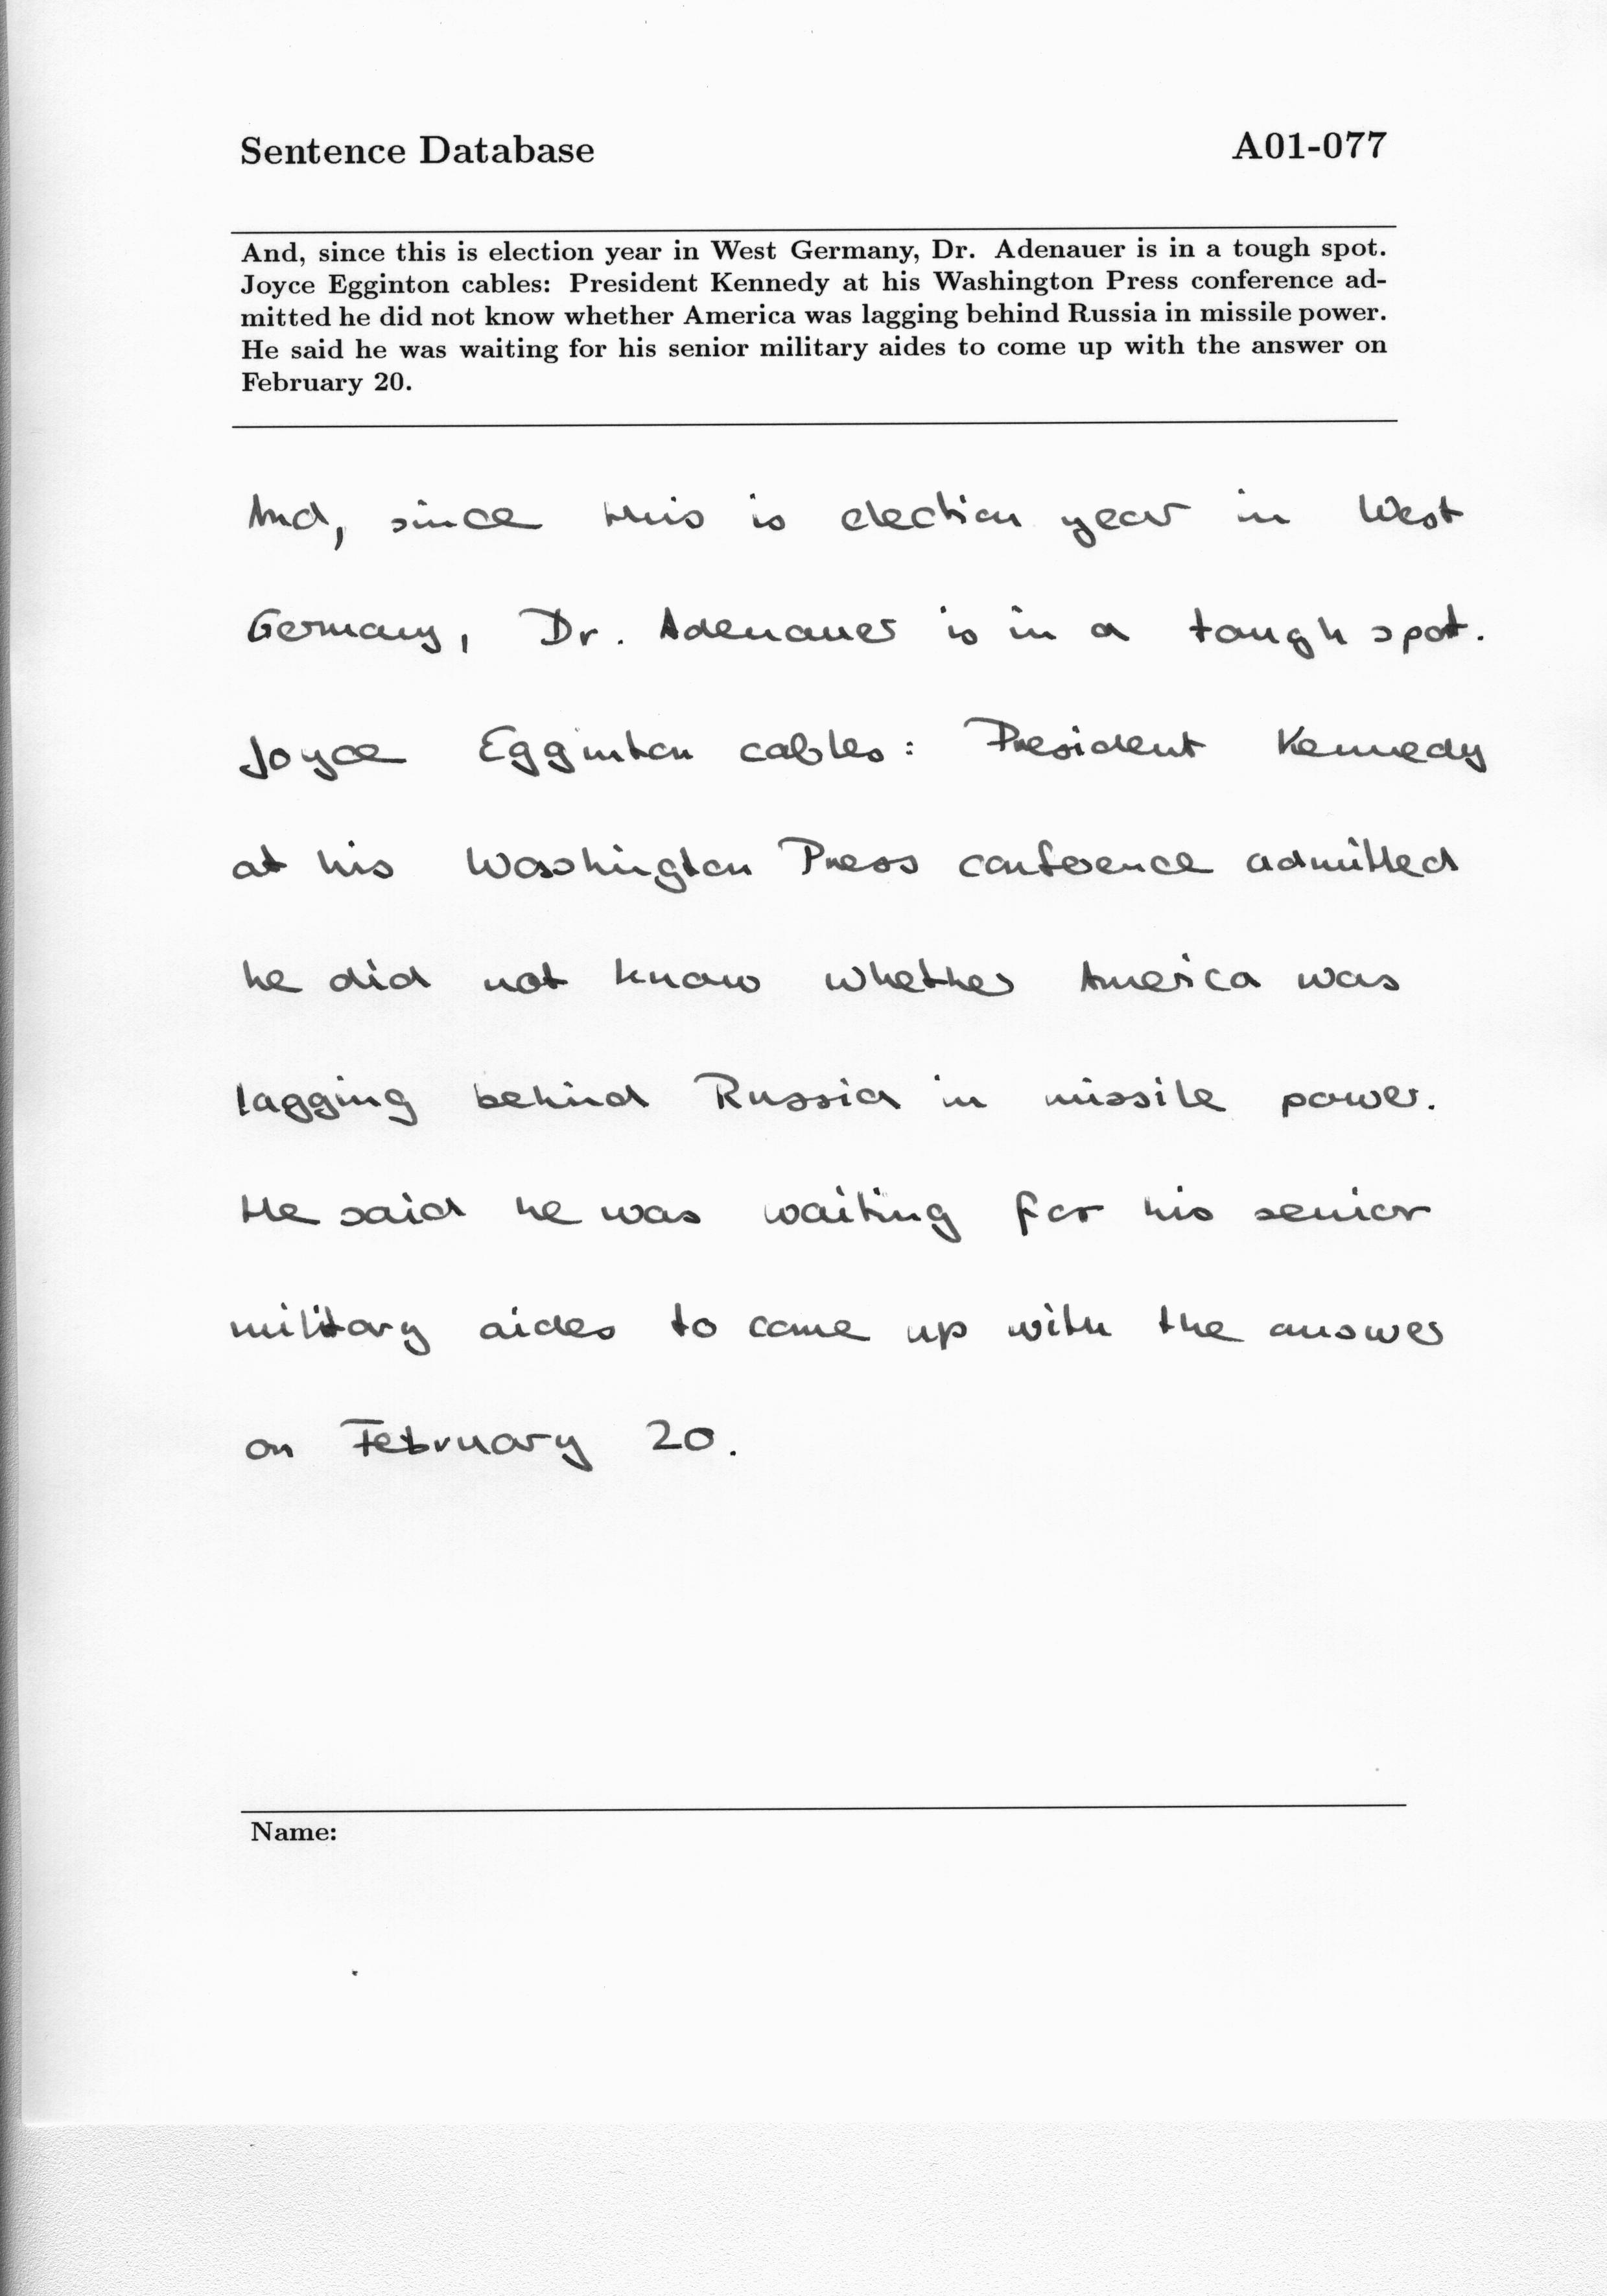 Sentence Database A01-077
And, since this is election year in West Germany, Dr. Adenauer is in a tough spot.
Joyce Egginton cables: President Kennedy at his Washington Press conference ad-
mitted he did not know whether America was lagging behind Russia in missile power.
He said he was waiting for his senior military aides to come up with the answer on
February 20.
And, since this is election year in West
Germany, Dr. Adenauer is in a tough spot.
Joyce Egginton cables: President Kennedy
at his Washington Press conference admitted
he did not know whether America was
lagging behind Russia in missile power.
He said he was waiting for his senior
military aides to come up with the answer
on February 20.
Name: